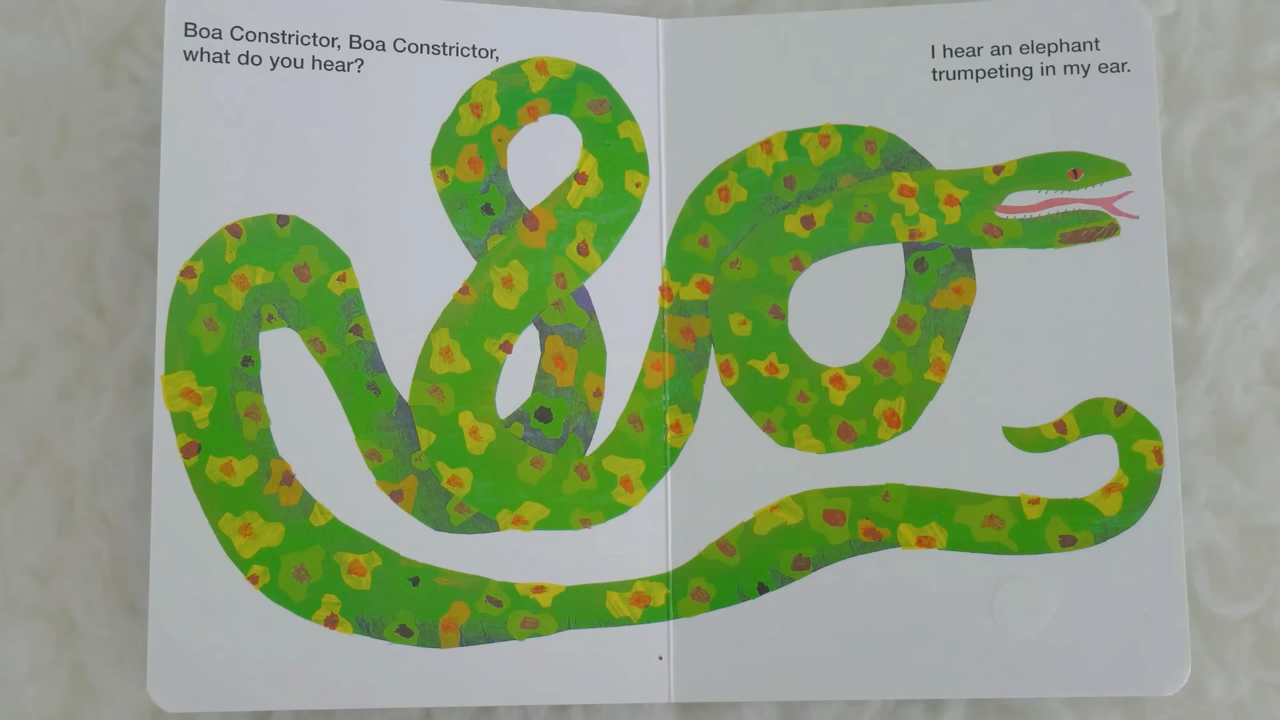 Boa Constrictor, Boa Constrictor,
what do you hear?
I hear an elephant
trumpeting in my ear.